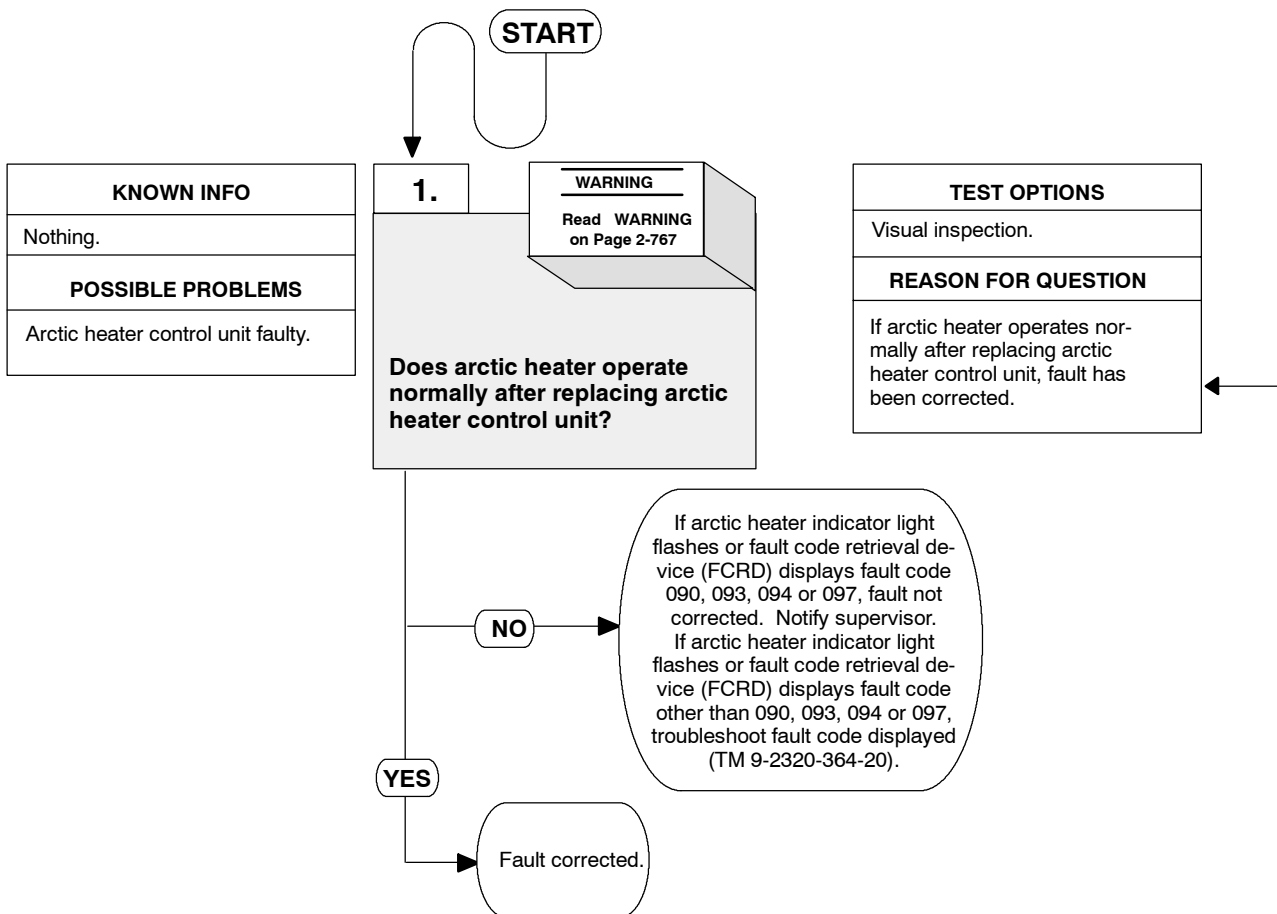 START
KNOWN INFO
Nothing.
POSSIBLE PROBLEMS
Arctic heater control unit faulty.
1.
WARNING
Read WARNING
on Page 2-767
Does arctic heater operate
normally after replacing arctic
heater control unit?
TEST OPTIONS
Visual inspection.
REASON FOR QUESTION
If arctic heater operates nor-
mally after replacing arctic
heater control unit, fault has
been corrected.
NO
If arctic heater indicator light
flashes or fault code retrieval de-
vice (FCRD) displays fault code
090, 093, 094 or 097, fault not
corrected. Notify supervisor.
If arctic heater indicator light
flashes or fault code retrieval de-
vice (FCRD) displays fault code
other than 090, 093, 094 or 097,
troubleshoot fault code displayed
(TM 9-2320-364-20).
YES
Fault corrected.